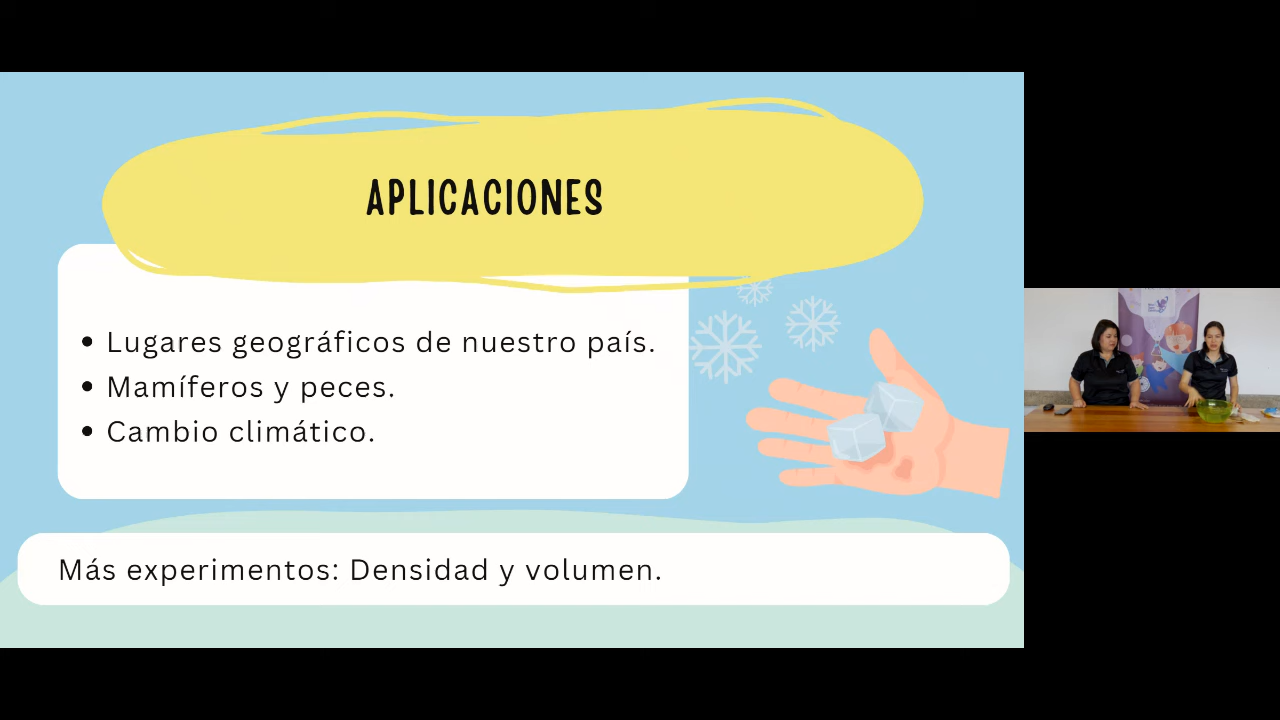 APLICACIONES
• Lugares geográficos de nuestro país.
• Mamíferos y peces.
• Cambio climático.
Más experimentos: Densidad y volumen.